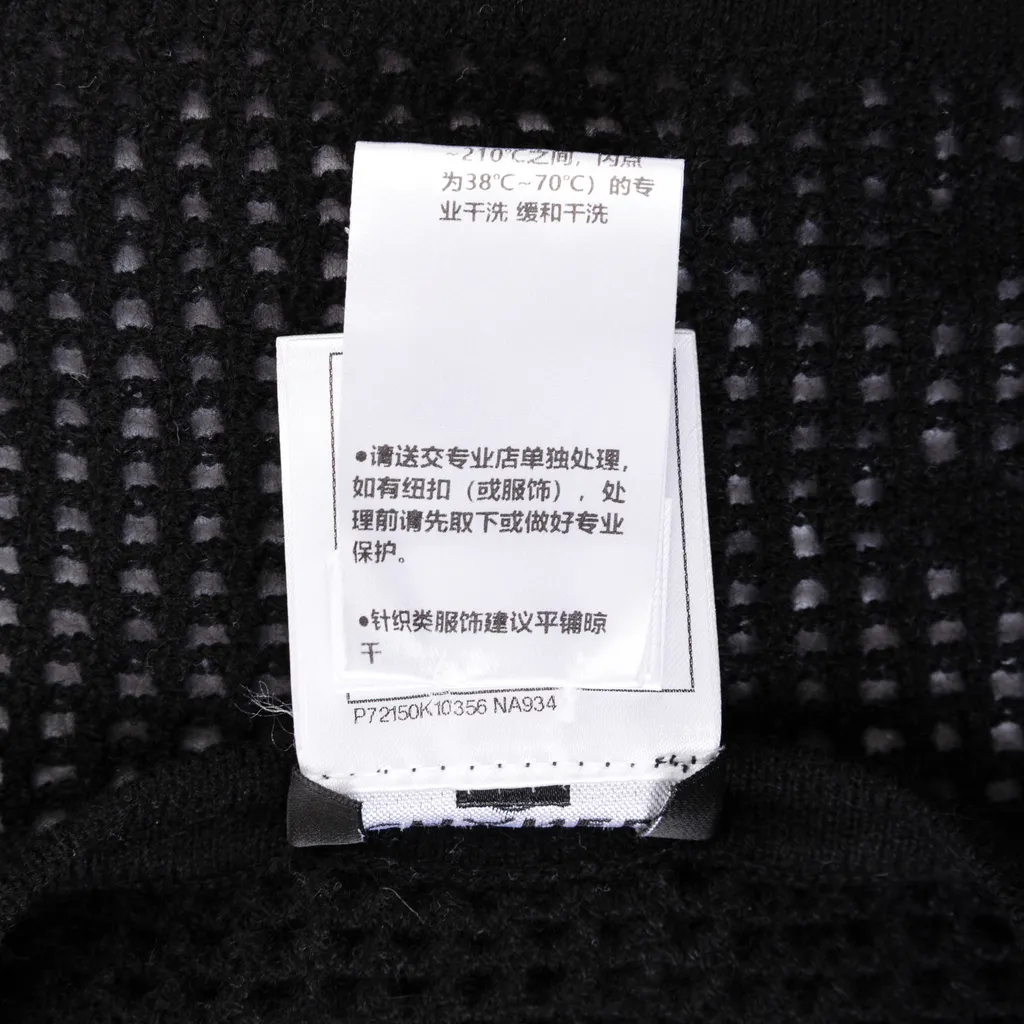 ~210℃之间，闪点
为38℃~70℃）的专
业干洗 缓和干洗
●请送交专业店单独处理，
如有纽扣（或服饰），处
理前请先取下或做好专业
保护。
●针织类服饰建议平铺晾
干
P72150K10356 NA934